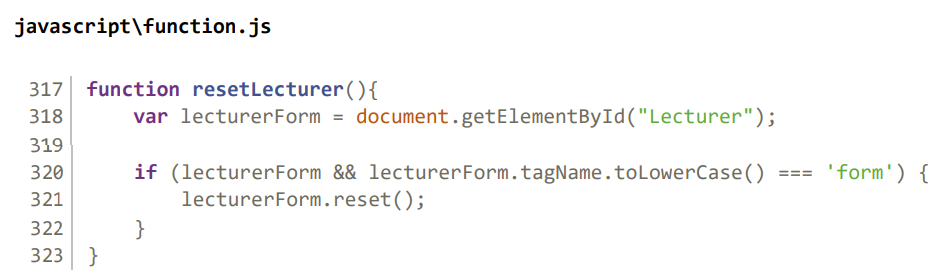 javascript\function.js
317 function resetLecturer(){
318     var lecturerForm = document.getElementById("Lecturer");
319
320     if (lecturerForm && lecturerForm.tagName.toLowerCase() === 'form') {
321         lecturerForm.reset();
322     }
323 }